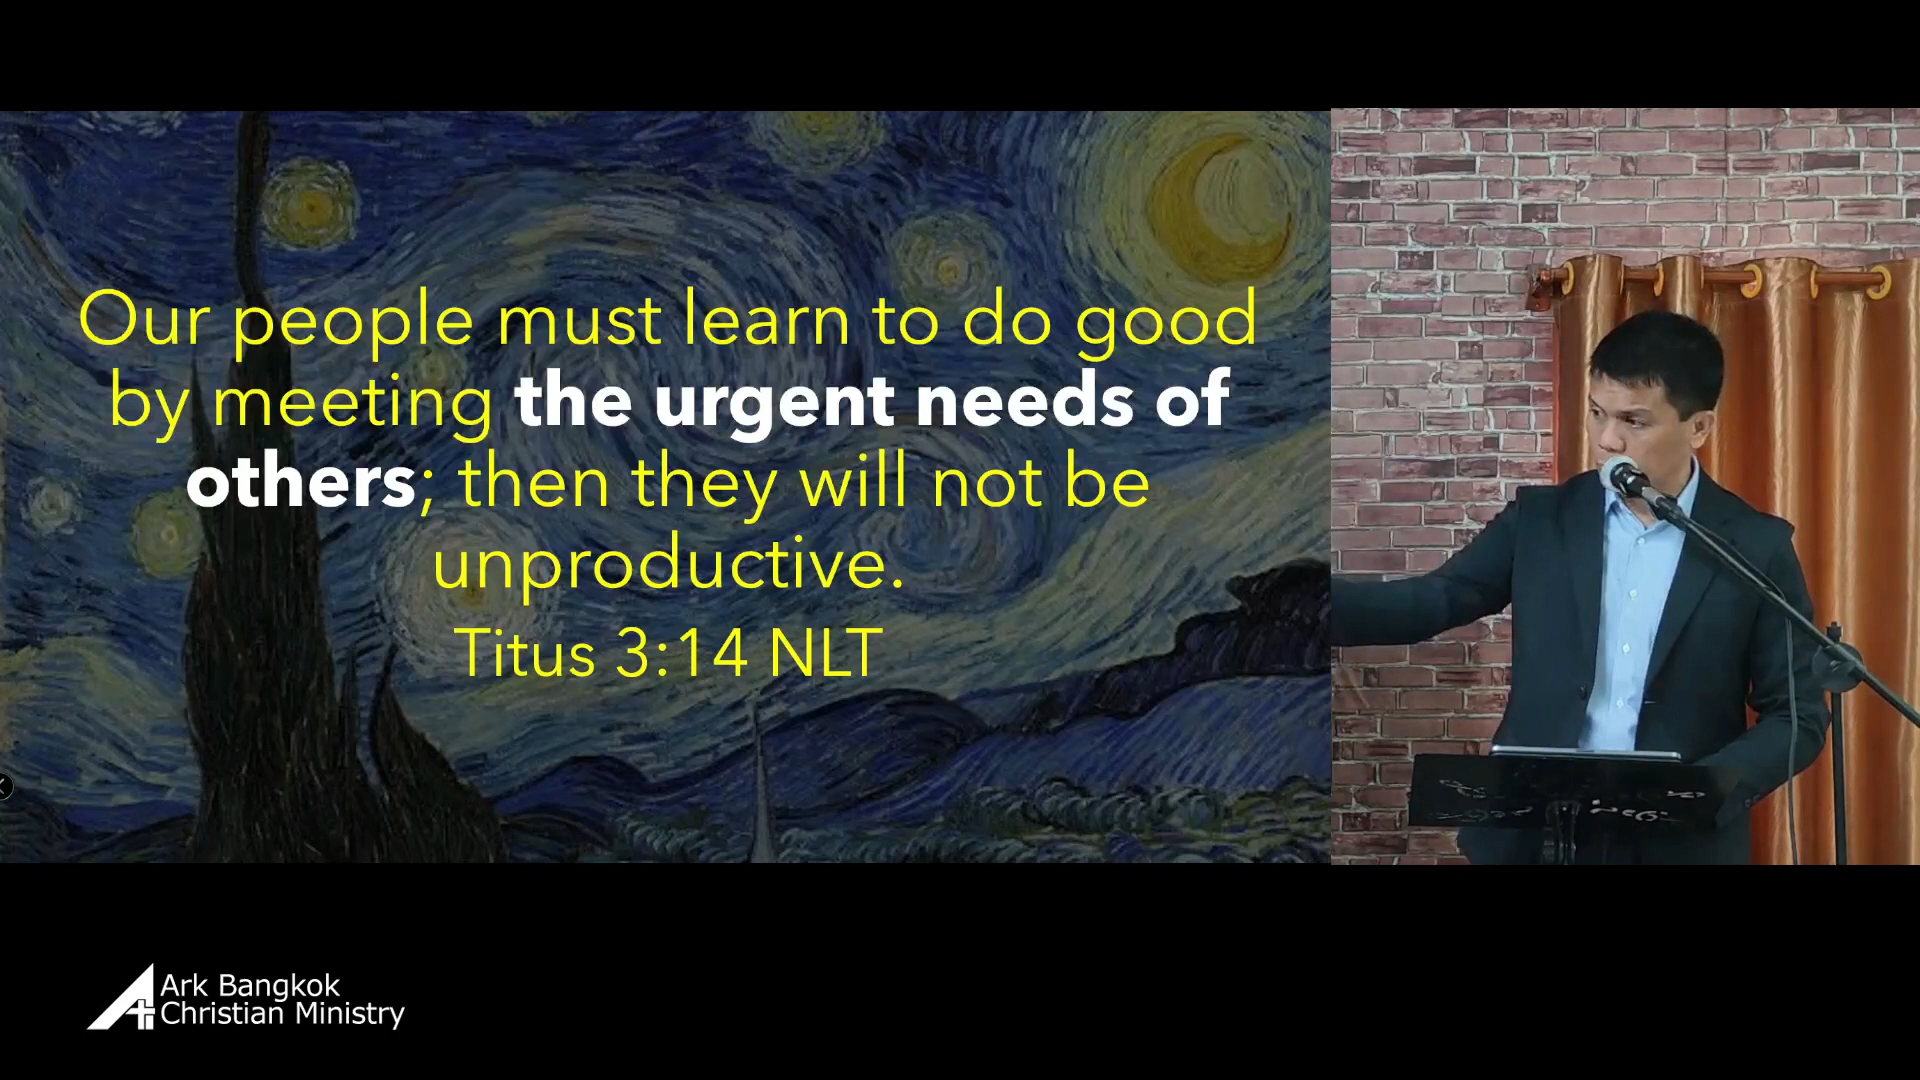 Our people must learn to do good
by meeting the urgent needs of
others; then they will not be
unproductive.
Titus 3:14 NLT
Ark Bangkok
Christian Ministry